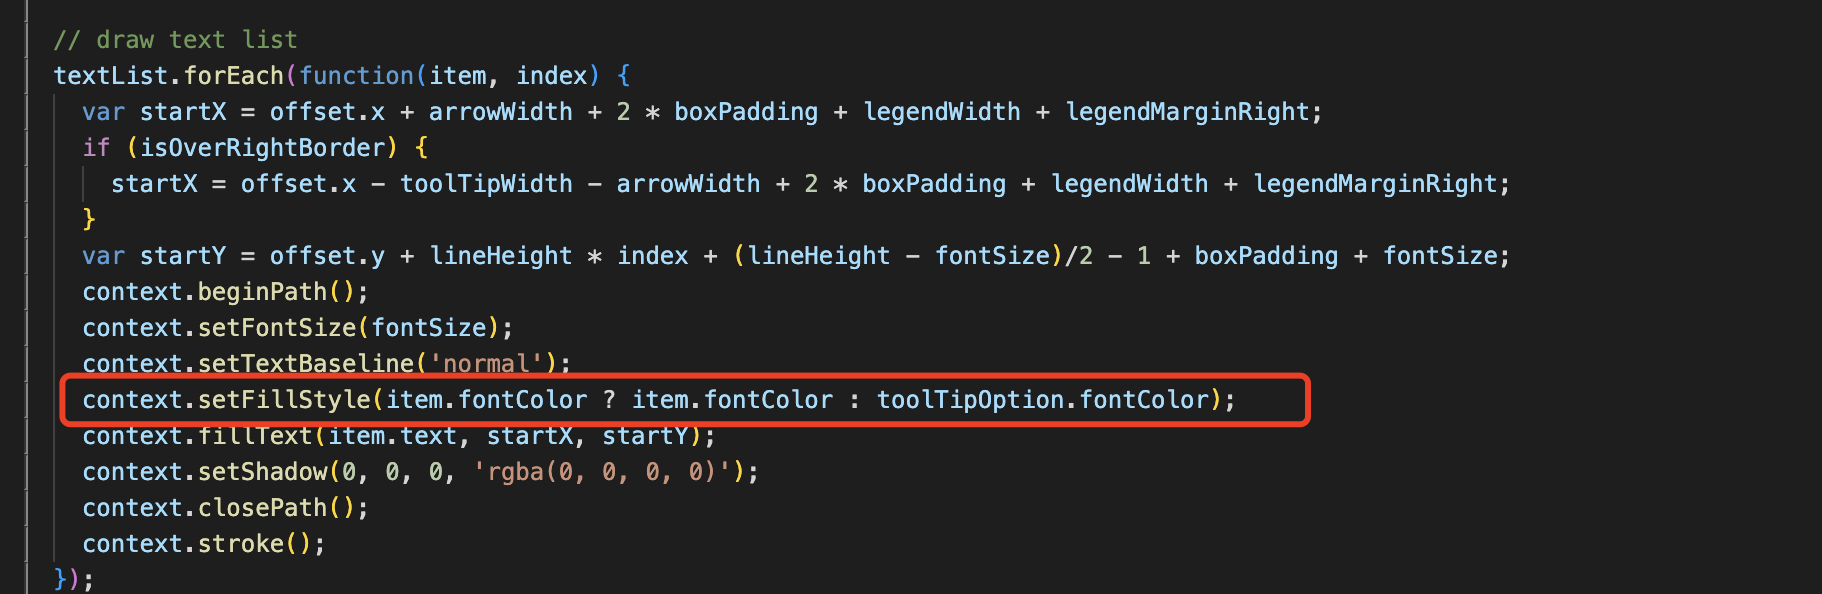 // draw text list
textList.forEach(function(item, index) {
var startX = offset.x + arrowWidth + 2 * boxPadding + legendWidth + legendMarginRight;
if (isOverRightBorder) {
startX = offset.x - toolTipWidth - arrowWidth + 2 * boxPadding + legendWidth + legendMarginRight;
}
var startY = offset.y + lineHeight * index + (lineHeight - fontSize)/2 - 1 + boxPadding + fontSize;
context.beginPath();
context.setFontSize(fontSize);
context.setTextBaseline('normal');
context.setFillStyle(item.fontColor ? item.fontColor : toolTipOption.fontColor);
context.fillText(item.text, startX, startY);
context.setShadow(0, 0, 0, 'rgba(0, 0, 0, 0)');
context.closePath();
context.stroke();
});